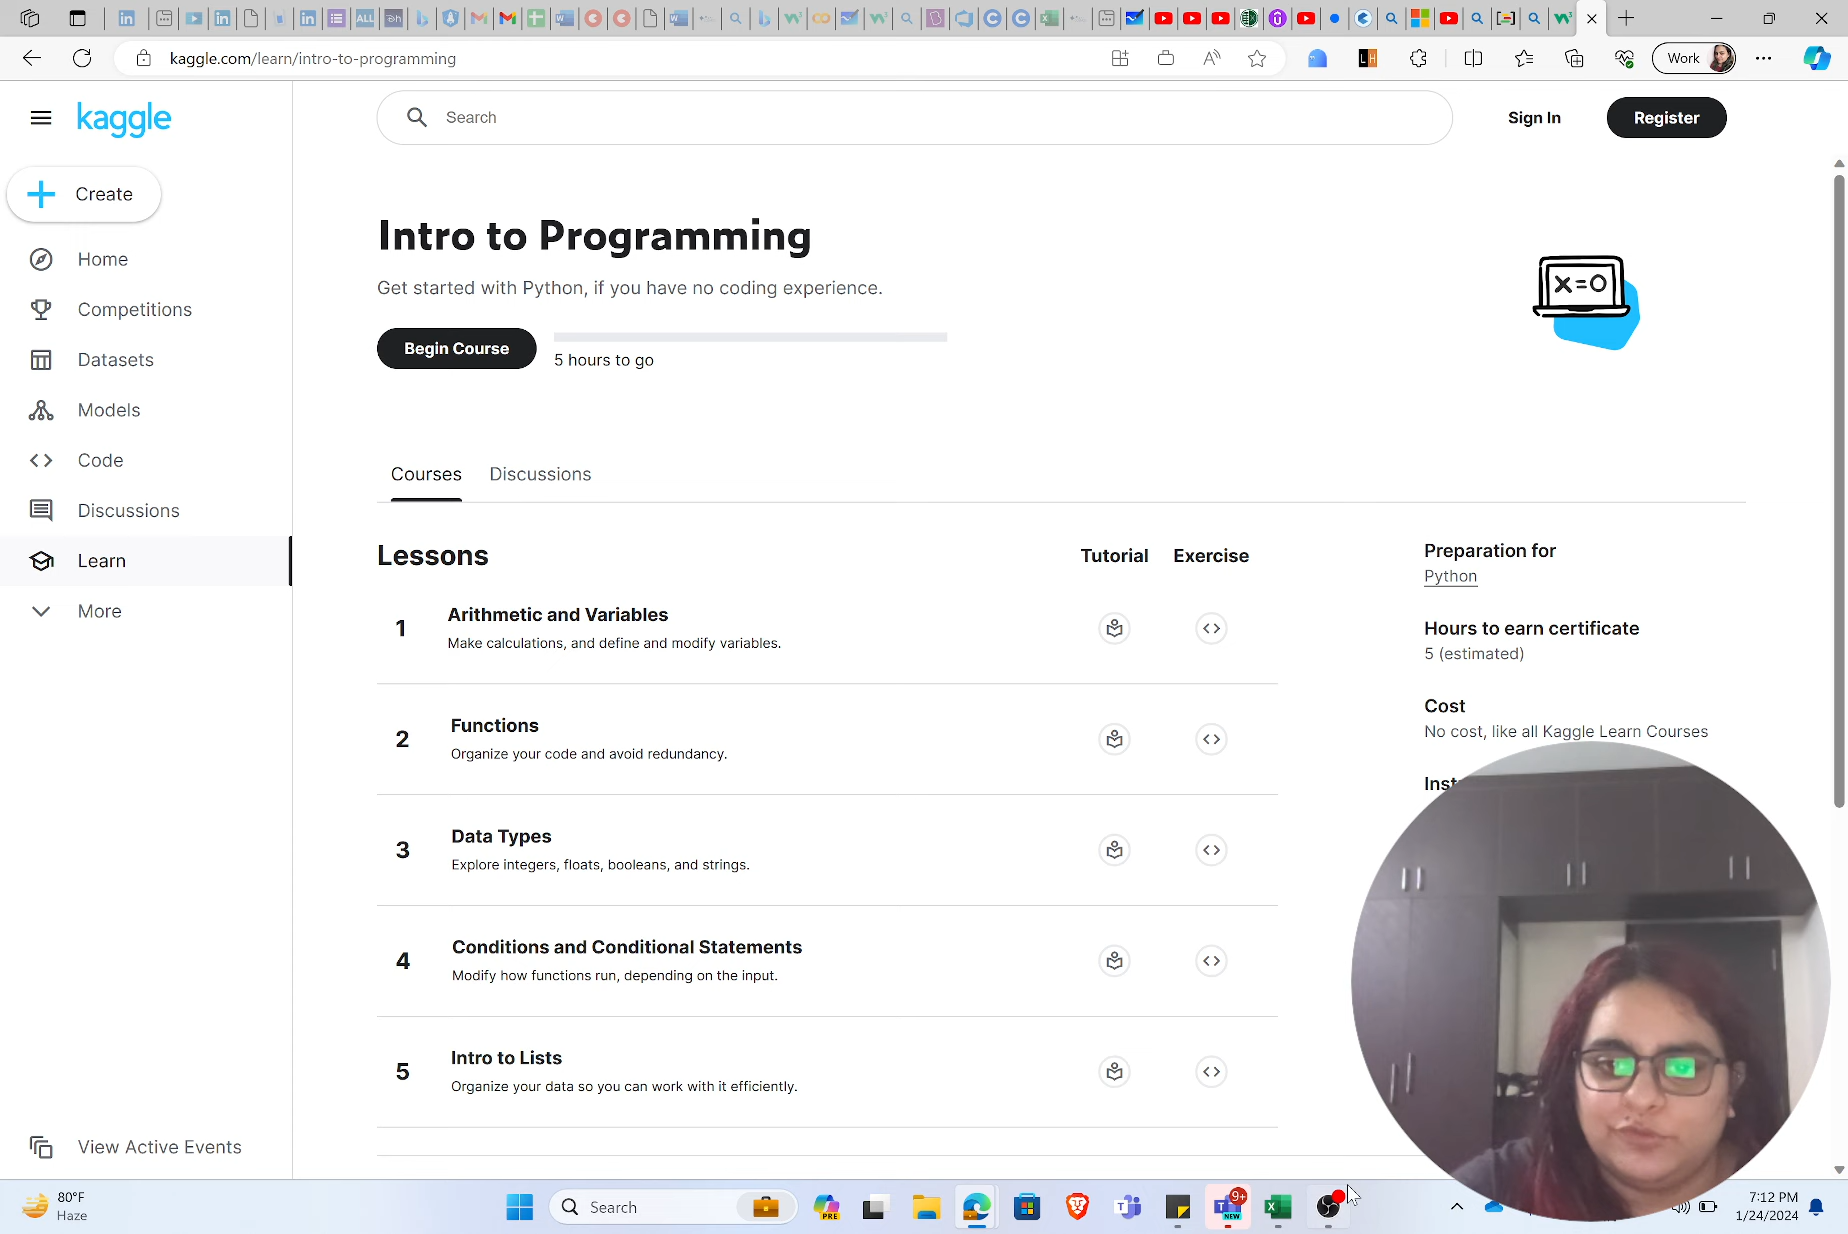 kaggle.com/learn/intro-to-programming
Work
kaggle
Search
Sign In
Register
Create
Home
Competitions
Datasets
Models
Code
Discussions
Learn
More
View Active Events
Intro to Programming
Get started with Python, if you have no coding experience.
X=0
Begin Course
5 hours to go
Courses
Discussions
Lessons
Tutorial
Exercise
1
Arithmetic and Variables
Make calculations, and define and modify variables.
2
Functions
Organize your code and avoid redundancy.
3
Data Types
Explore integers, floats, booleans, and strings.
4
Conditions and Conditional Statements
Modify how functions run, depending on the input.
5
Intro to Lists
Organize your data so you can work with it efficiently.
Preparation for
Python
Hours to earn certificate
5 (estimated)
Cost
No cost, like all Kaggle Learn Courses
80°F
Haze
Search
PRE
9+
NEW
7:12 PM
1/24/2024